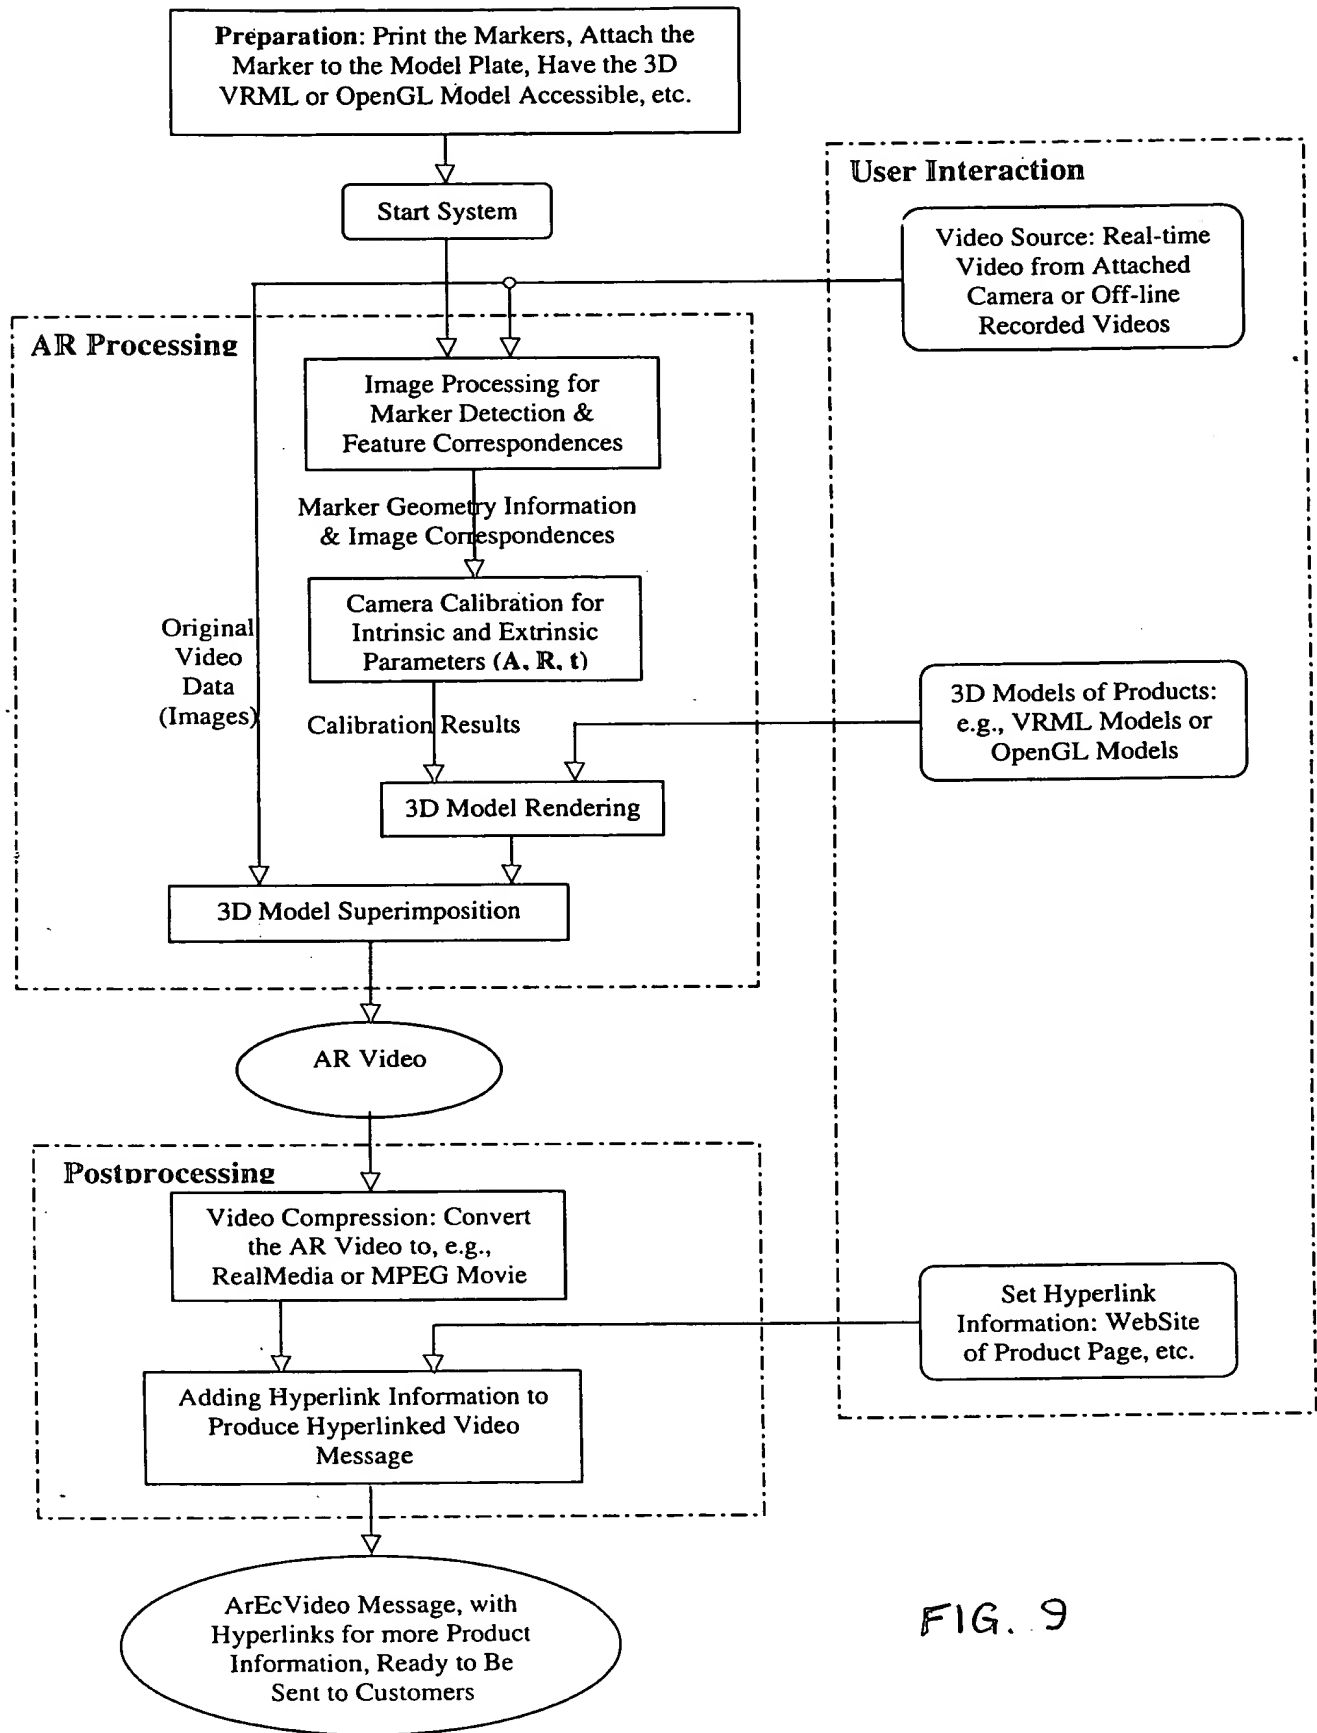 Preparation: Print the Markers, Attach the
Marker to the Model Plate, Have the 3D
VRML or OpenGL Model Accessible, etc.
Start System
User Interaction
Video Source: Real-time
Video from Attached
Camera or Off-line
Recorded Videos
AR Processing
Image Processing for
Marker Detection &
Feature Correspondences
Marker Geometry Information
& Image Correspondences
Camera Calibration for
Intrinsic and Extrinsic
Parameters (A, R, t)
Original
Video
Data
(Images)
Calibration Results
3D Models of Products:
e.g., VRML Models or
OpenGL Models
3D Model Rendering
3D Model Superimposition
AR Video
Postprocessing
Video Compression: Convert
the AR Video to, e.g.,
RealMedia or MPEG Movie
Set Hyperlink
Information: WebSite
of Product Page, etc.
Adding Hyperlink Information to
Produce Hyperlinked Video
Message
ArEcVideo Message, with
Hyperlinks for more Product
Information, Ready to Be
Sent to Customers
FIG. 9